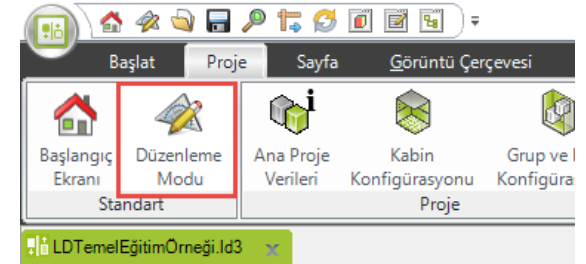 Başlat Proje Sayfa Görüntü Çerçevesi
Başlangıç Ekranı
Düzenleme Modu
Ana Proje Verileri
Kabin Konfigürasyonu
Grup ve
Standart Proje
LDTemelEğitimÖrneği.ld3